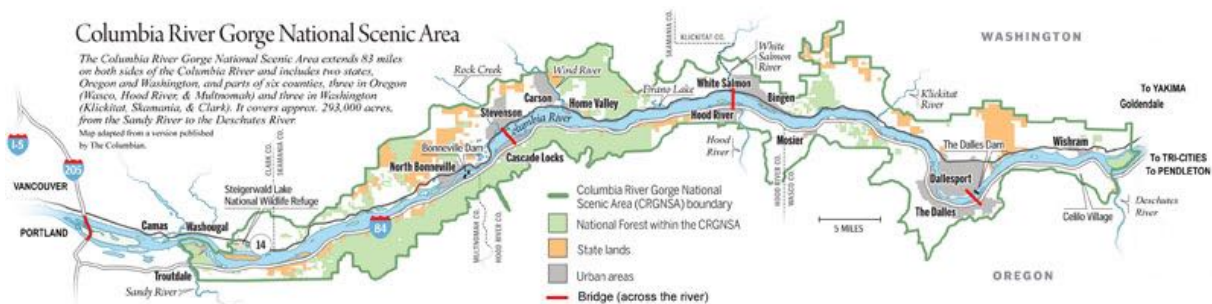 Columbia River Gorge National Scenic Area
The Columbia River Gorge National Scenic Area extends 83 miles
on both sides of the Columbia River and includes two states,
Oregon and Washington, and parts of six counties, three in Oregon
(Wasco, Hood River, & Multnomah) and three in Washington
(Klickitat, Skamania, & Clark). It covers approx. 293,000 acres,
from the Sandy River to the Deschutes River.
Map adapted from a version published
by The Columbian.
I-5
205
VANCOUVER
PORTLAND
Camas
Washougal
Troutdale
Sandy River
CLARK CO.
SKAMANIA CO.
Steigerwald Lake
National Wildlife Refuge
14
84
North Bonneville
Bonneville Dam
MULTNOMAH CO.
HOOD RIVER CO.
Rock Creek
Stevenson
Carson
Wind River
Home Valley
Columbia River
Cascade Locks
Drano Lake
SKAMANIA CO.
KLICKITAT CO.
White
Salmon
River
White Salmon
Bingen
Hood River
Hood
River
Mosier
HOOD RIVER CO.
WASCO CO.
Klickitat
River
WASHINGTON
To YAKIMA
Goldendale
Wishram
The Dalles Dam
Dallesport
The Dalles
Celilo Village
To TRI-CITIES
To PENDLETON
Deschutes
River
OREGON
Columbia River Gorge National
Scenic Area (CRGNSA) boundary
National Forest within the CRGNSA
State lands
Urban areas
Bridge (across the river)
5 MILES